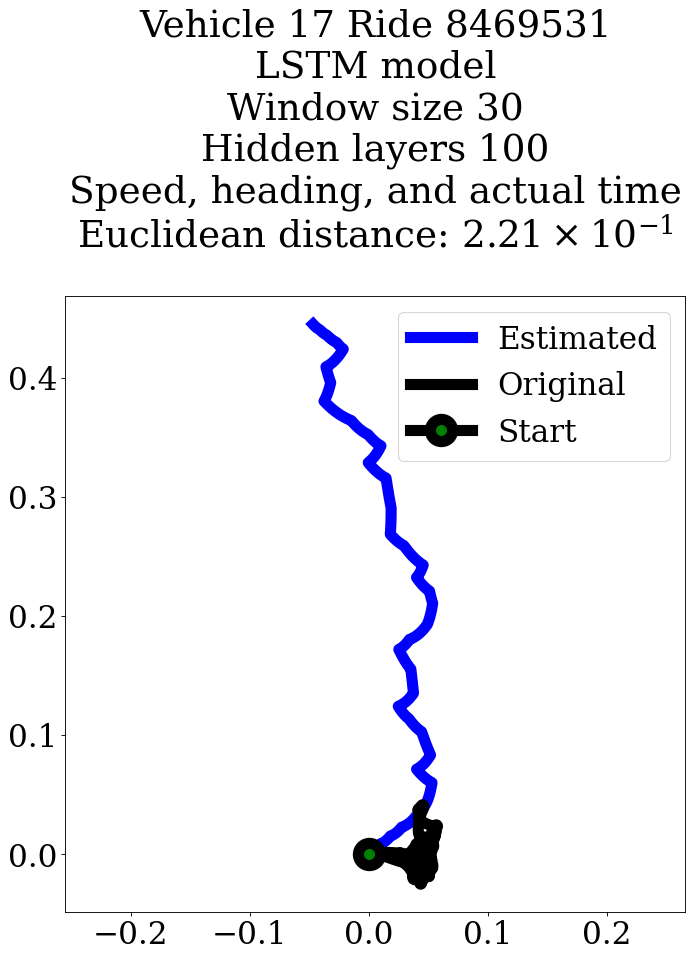 Vehicle 17 Ride 8469531
LSTM model
Window size 30
Hidden layers 100
Speed, heading, and actual time
Euclidean distance: 2.21 × 10⁻¹
Estimated
Original
Start
0.4
0.3
0.2
0.1
0.0
−0.2
−0.1
0.0
0.1
0.2